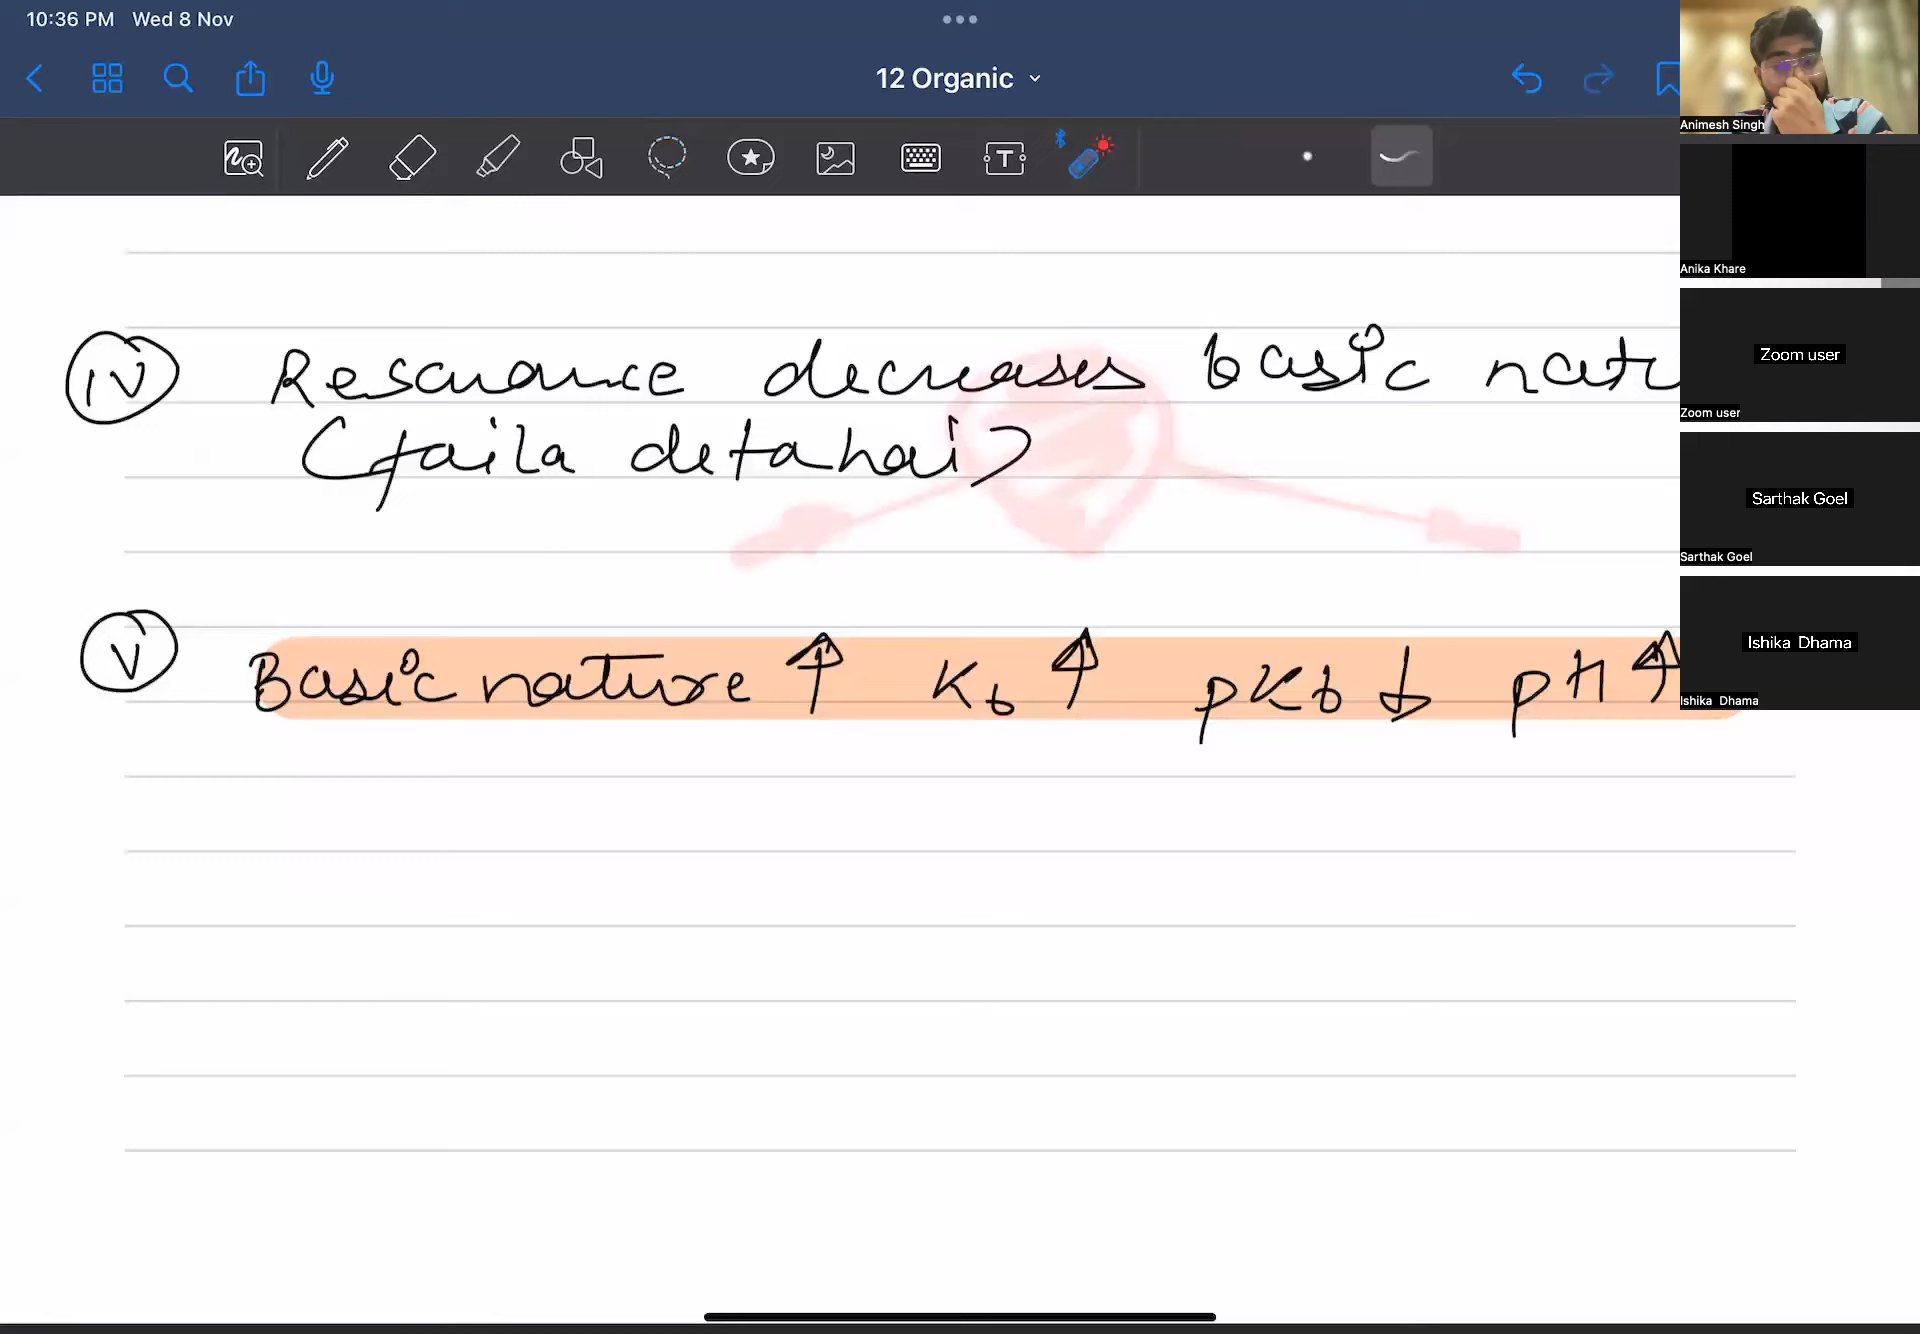 10:36 PM Wed 8 Nov
12 Organic
Animesh Singh
Anika Khare
Zoom user
Zoom user
Sarthak Goel
Sarthak Goel
Ishika Dhama
Ishika Dhama
iv Resonance decreases basic natu
(faila deta hai)
v Basic nature ↑ Kb ↑ pKb ↓ pH ↑